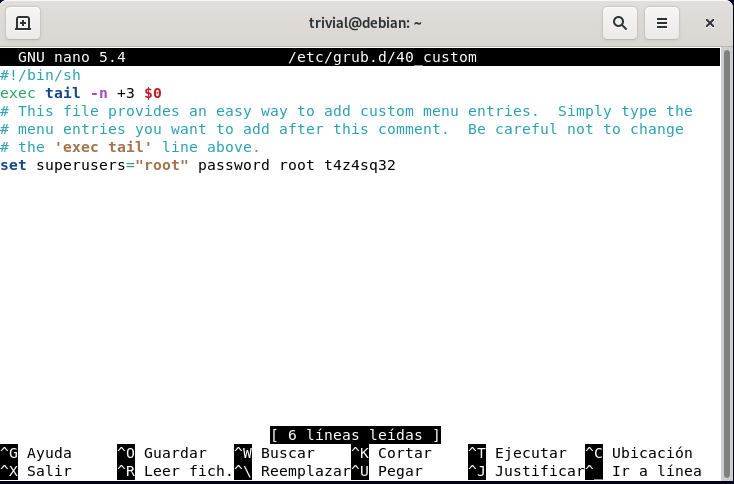 trivial@debian: ~
GNU nano 5.4 /etc/grub.d/40_custom
#!/bin/sh
exec tail -n +3 $0
# This file provides an easy way to add custom menu entries.  Simply type the
# menu entries you want to add after this comment.  Be careful not to change
# the 'exec tail' line above.
set superusers="root" password root t4z4sq32
[ 6 líneas leídas ]
^G Ayuda ^O Guardar ^W Buscar ^K Cortar ^T Ejecutar ^C Ubicación
^X Salir ^R Leer fich. ^\ Reemplazar ^U Pegar ^J Justificar ^_ Ir a línea